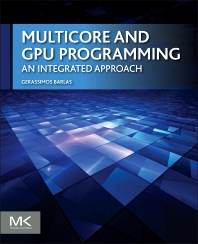 MULTICORE AND
GPU PROGRAMMING
AN INTEGRATED APPROACH
GERASSIMOS BARLAS
MK